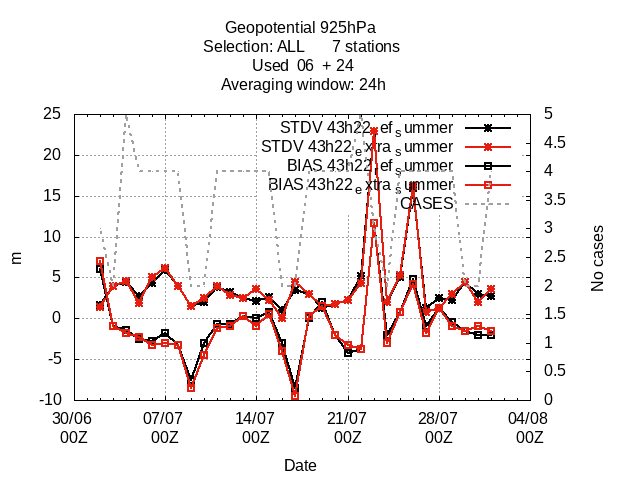 Geopotential 925hPa
Selection: ALL 7 stations
Used 06 + 24
Averaging window: 24h
STDV 43h22_ref_summer
STDV 43h22_extra_summer
BIAS 43h22_ref_summer
BIAS 43h22_extra_summer
CASES
25
20
15
10
5
0
-5
-10
m
5
4.5
4
3.5
3
2.5
2
1.5
1
0.5
0
No cases
30/06 07/07 14/07 21/07 28/07 04/08
00Z 00Z 00Z 00Z 00Z 00Z
Date